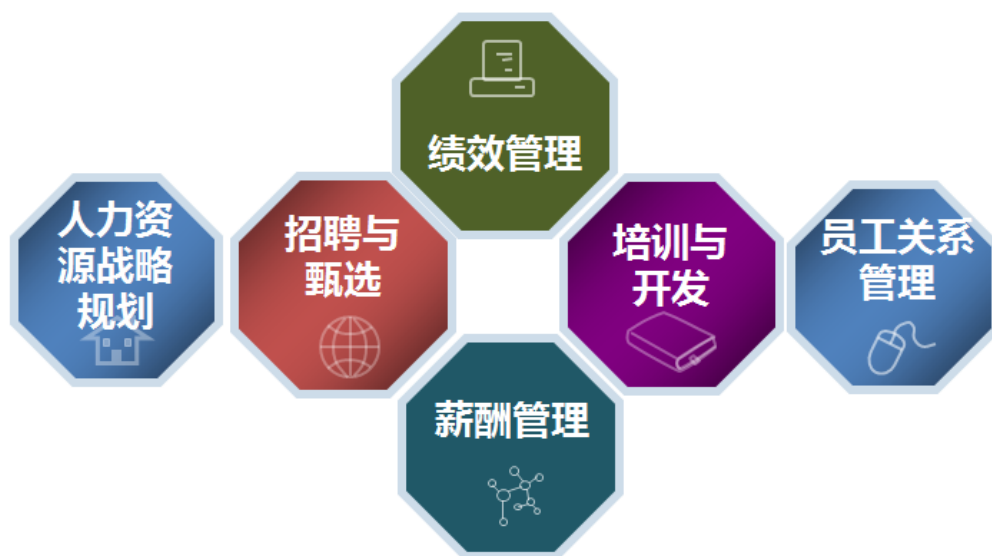 绩效管理
人力资
源战略
规划
招聘与
甄选
培训与
开发
员工关系
管理
薪酬管理